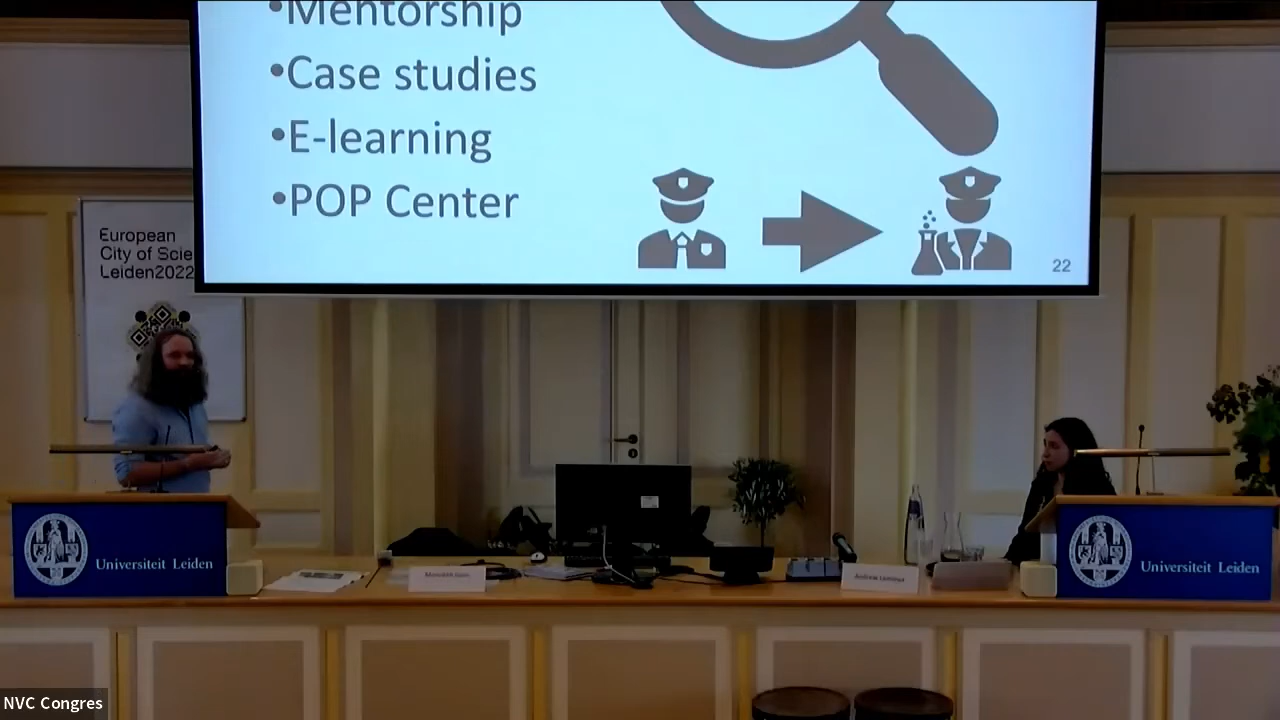 •Mentorship
•Case studies
•E-learning
•POP Center
22
European
City of Scie
Leiden2022
Universiteit Leiden
Universiteit Leiden
NVC Congres